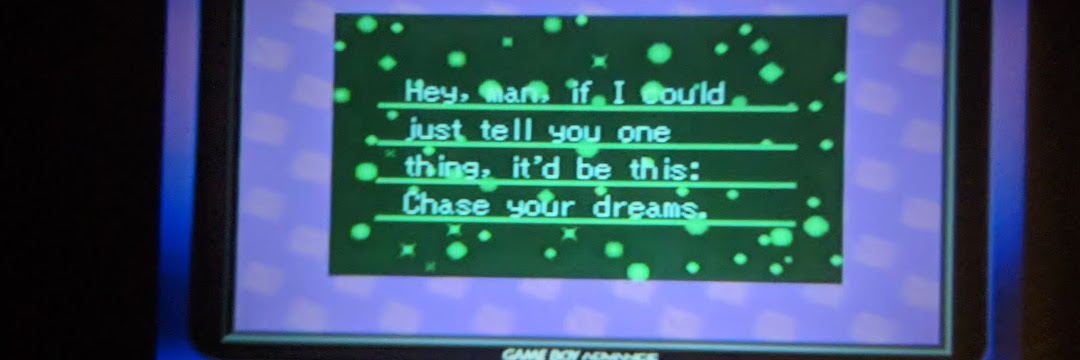 Hey, man, if I could
just tell you one
thing, it'd be this:
Chase your dreams.
GAME BOY ADVANCE